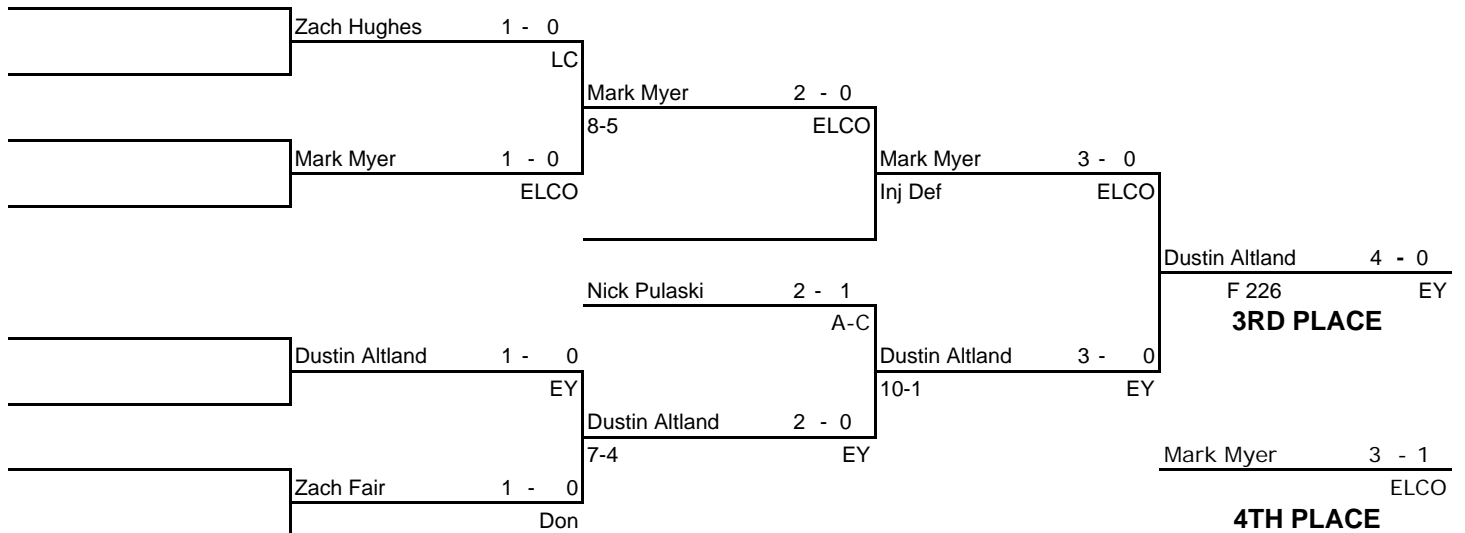 Zach Hughes 1 - 0
LC
Mark Myer 2 - 0
8-5 ELCO
Mark Myer 1 - 0
ELCO
Mark Myer 3 - 0
Inj Def ELCO
Dustin Altland 4 - 0
F 226 EY
3RD PLACE
Nick Pulaski 2 - 1
A-C
Dustin Altland 1 - 0
EY
Dustin Altland 3 - 0
10-1 EY
Dustin Altland 2 - 0
7-4 EY
Mark Myer 3 - 1
ELCO
4TH PLACE
Zach Fair 1 - 0
Don